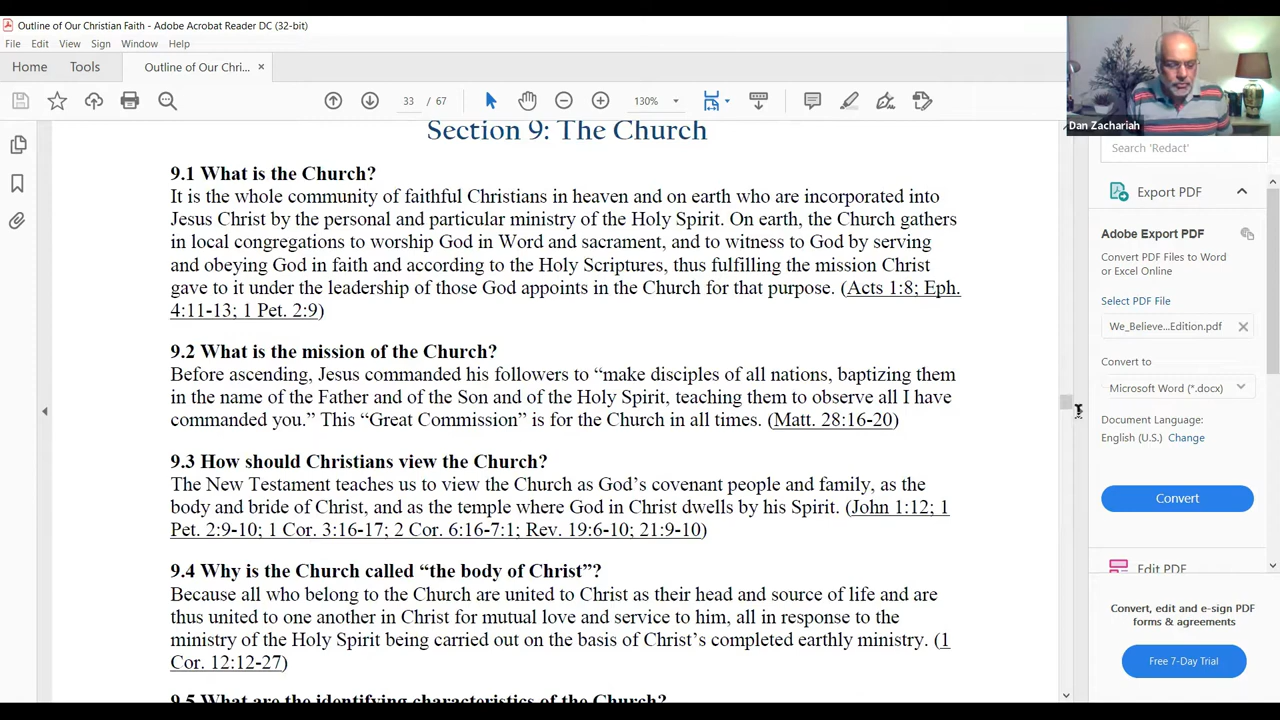 Outline of Our Christian Faith - Adobe Acrobat Reader DC (32-bit)
File Edit View Sign Window Help
Home Tools Outline of Our Chri... ×
33 / 67 130%
Dan Zachariah
Section 9: The Church
9.1 What is the Church?
It is the whole community of faithful Christians in heaven and on earth who are incorporated into
Jesus Christ by the personal and particular ministry of the Holy Spirit. On earth, the Church gathers
in local congregations to worship God in Word and sacrament, and to witness to God by serving
and obeying God in faith and according to the Holy Scriptures, thus fulfilling the mission Christ
gave to it under the leadership of those God appoints in the Church for that purpose. (Acts 1:8; Eph.
4:11-13; 1 Pet. 2:9)
9.2 What is the mission of the Church?
Before ascending, Jesus commanded his followers to “make disciples of all nations, baptizing them
in the name of the Father and of the Son and of the Holy Spirit, teaching them to observe all I have
commanded you.” This “Great Commission” is for the Church in all times. (Matt. 28:16-20)
9.3 How should Christians view the Church?
The New Testament teaches us to view the Church as God’s covenant people and family, as the
body and bride of Christ, and as the temple where God in Christ dwells by his Spirit. (John 1:12; 1
Pet. 2:9-10; 1 Cor. 3:16-17; 2 Cor. 6:16-7:1; Rev. 19:6-10; 21:9-10)
9.4 Why is the Church called “the body of Christ”?
Because all who belong to the Church are united to Christ as their head and source of life and are
thus united to one another in Christ for mutual love and service to him, all in response to the
ministry of the Holy Spirit being carried out on the basis of Christ’s completed earthly ministry. (1
Cor. 12:12-27)
9.5 What are the identifying characteristics of the Church?
Search 'Redact'
Export PDF
Adobe Export PDF
Convert PDF Files to Word
or Excel Online
Select PDF File
We_Believe...Edition.pdf ×
Convert to
Microsoft Word (*.docx)
Document Language:
English (U.S.) Change
Convert
Edit PDF
Convert, edit and e-sign PDF
forms & agreements
Free 7-Day Trial